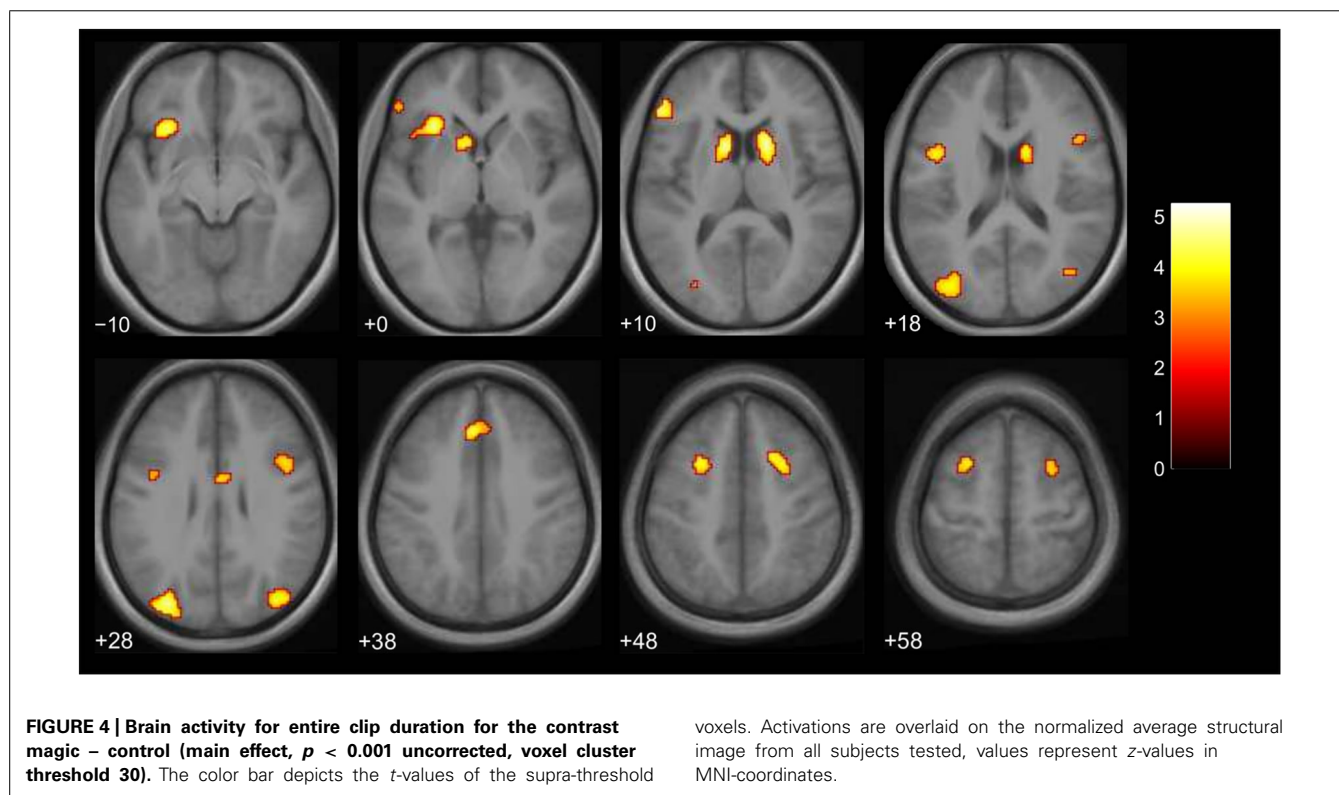 −10
+0
+10
+18
5
4
3
2
1
0
+28
+38
+48
+58
FIGURE 4 | Brain activity for entire clip duration for the contrast
magic – control (main effect, p < 0.001 uncorrected, voxel cluster
threshold 30). The color bar depicts the t-values of the supra-threshold
voxels. Activations are overlaid on the normalized average structural
image from all subjects tested, values represent z-values in
MNI-coordinates.